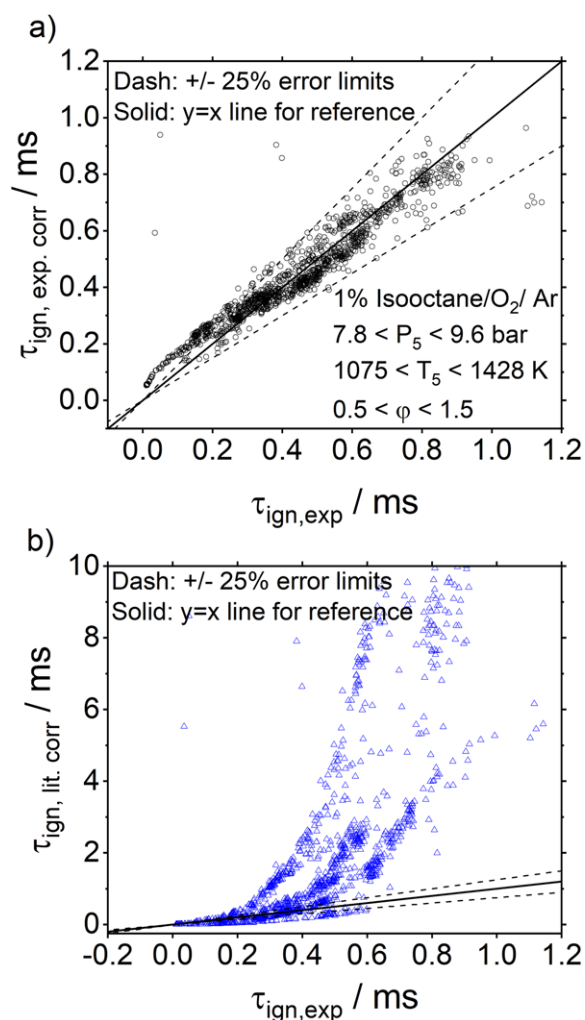 a)
1.2
1.0
0.8
0.6
0.4
0.2
0.0
τign, exp. corr / ms
Dash: +/- 25% error limits
Solid: y=x line for reference
1% Isooctane/O2/ Ar
7.8 < P5 < 9.6 bar
1075 < T5 < 1428 K
0.5 < φ < 1.5
0.0 0.2 0.4 0.6 0.8 1.0 1.2
τign,exp / ms
b)
10
8
6
4
2
0
τign, lit. corr / ms
Dash: +/- 25% error limits
Solid: y=x line for reference
-0.2 0.0 0.2 0.4 0.6 0.8 1.0 1.2
τign,exp / ms